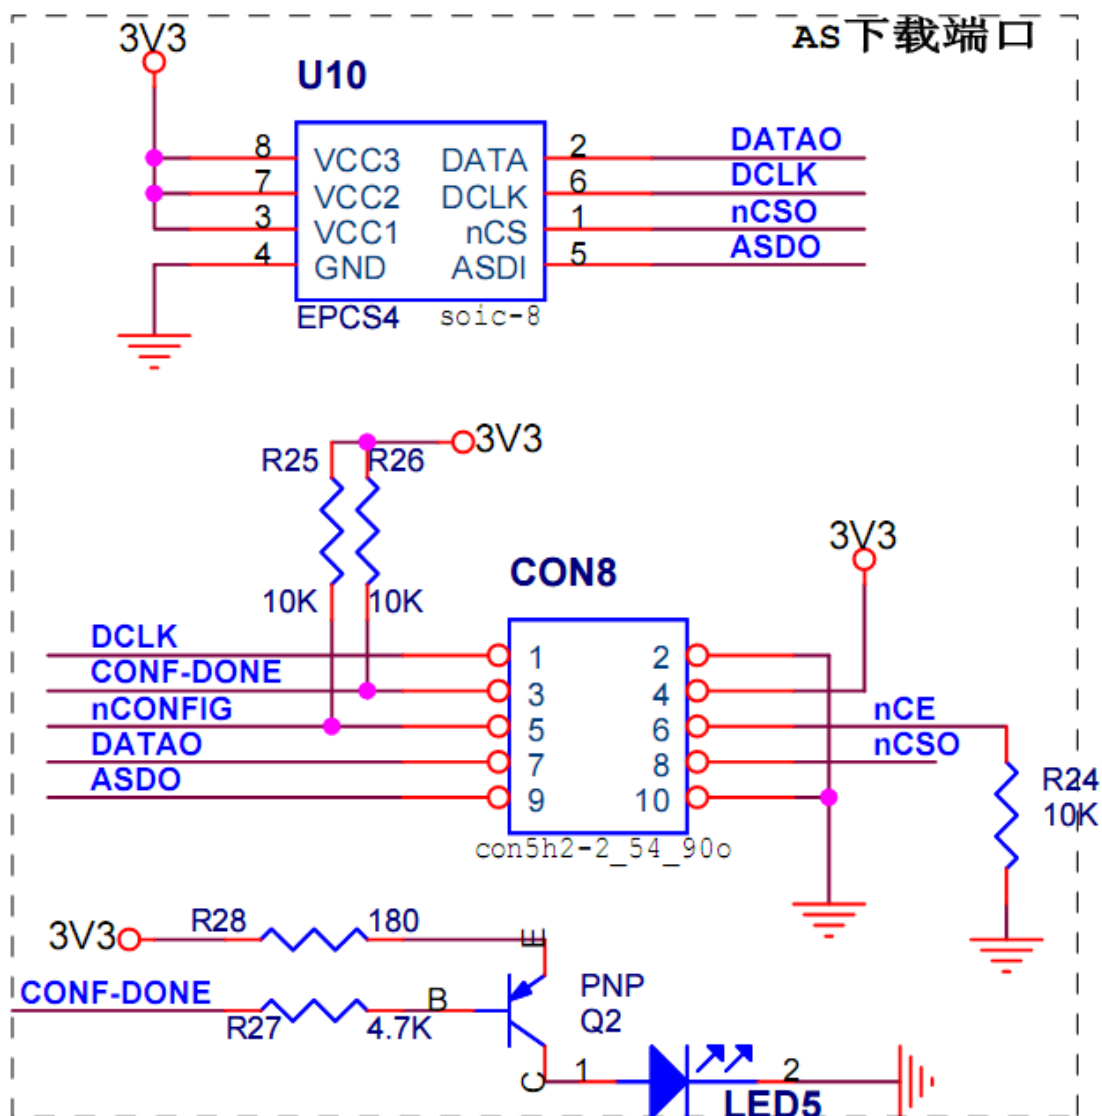 AS下载端口
3V3
U10
8 VCC3 DATA 2 DATAO
7 VCC2 DCLK 6 DCLK
3 VCC1 nCS 1 nCSO
4 GND ASDI 5 ASDO
EPCS4 soic-8
3V3
R25 R26
3V3
10K 10K
CON8
DCLK 1 2
CONF-DONE 3 4
nCONFIG 5 6 nCE
DATAO 7 8 nCSO
ASDO 9 10
R24
10K
con5h2-2_54_90o
3V3 R28 180 E
CONF-DONE R27 4.7K B
PNP
Q2
C 1 2
LED5